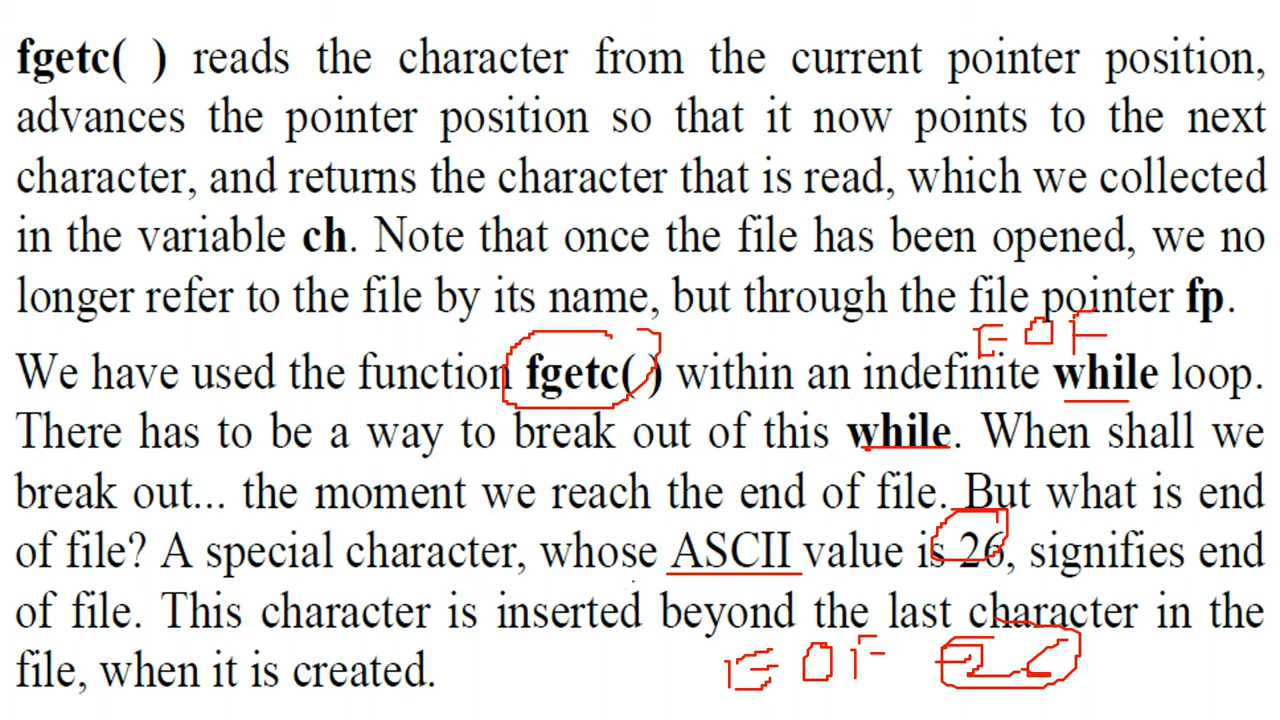 fgetc( ) reads the character from the current pointer position,
advances the pointer position so that it now points to the next
character, and returns the character that is read, which we collected
in the variable ch. Note that once the file has been opened, we no
longer refer to the file by its name, but through the file pointer fp.
EOF
We have used the function fgetc( ) within an indefinite while loop.
There has to be a way to break out of this while. When shall we
break out... the moment we reach the end of file. But what is end
of file? A special character, whose ASCII value is 26, signifies end
of file. This character is inserted beyond the last character in the
file, when it is created.
EOF